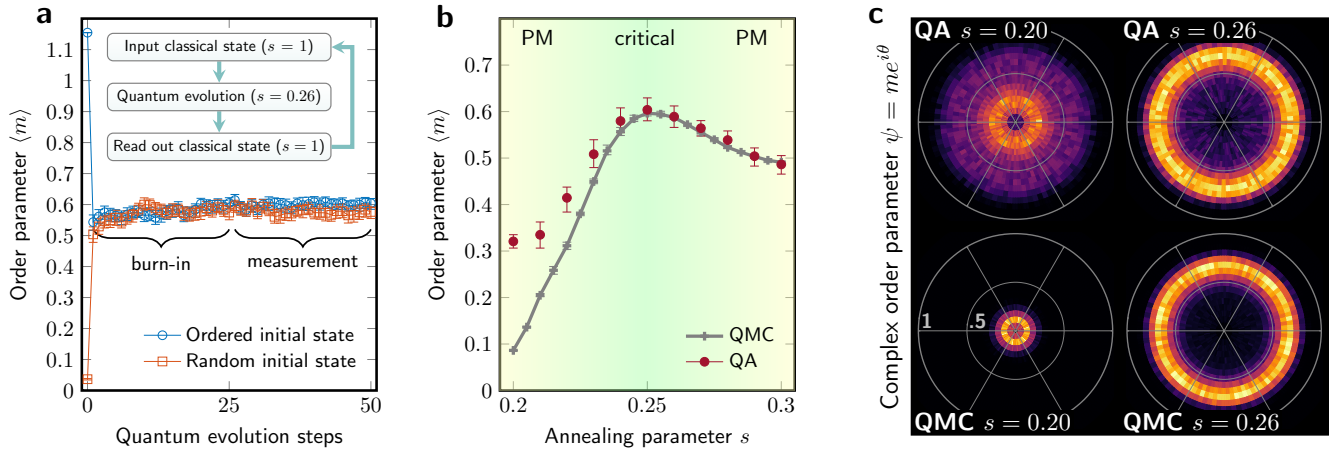 a
Order parameter ⟨m⟩
1.1
1
0.9
0.8
0.7
0.6
0.5
0.4
0.3
0.2
0.1
0
Input classical state (s = 1)
Quantum evolution (s = 0.26)
Read out classical state (s = 1)
burn-in measurement
Ordered initial state
Random initial state
0 25 50
Quantum evolution steps
b
Order parameter ⟨m⟩
PM critical PM
0.7
0.6
0.5
0.4
0.3
0.2
0.1
0
QMC
QA
0.2 0.25 0.3
Annealing parameter s
c
Complex order parameter ψ = me^{iθ}
QA s = 0.20
QA s = 0.26
1 .5
QMC s = 0.20
QMC s = 0.26